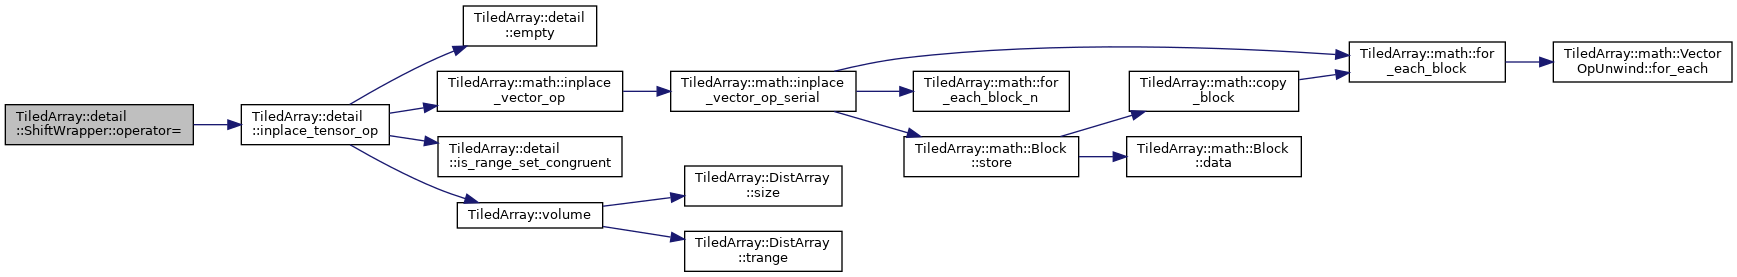 TiledArray::detail
::ShiftWrapper::operator=
TiledArray::detail
::inplace_tensor_op
TiledArray::detail
::empty
TiledArray::math::inplace
_vector_op
TiledArray::detail
::is_range_set_congruent
TiledArray::volume
TiledArray::math::inplace
_vector_op_serial
TiledArray::DistArray
::size
TiledArray::DistArray
::trange
TiledArray::math::for
_each_block_n
TiledArray::math::Block
::store
TiledArray::math::copy
_block
TiledArray::math::Block
::data
TiledArray::math::for
_each_block
TiledArray::math::Vector
OpUnwind::for_each